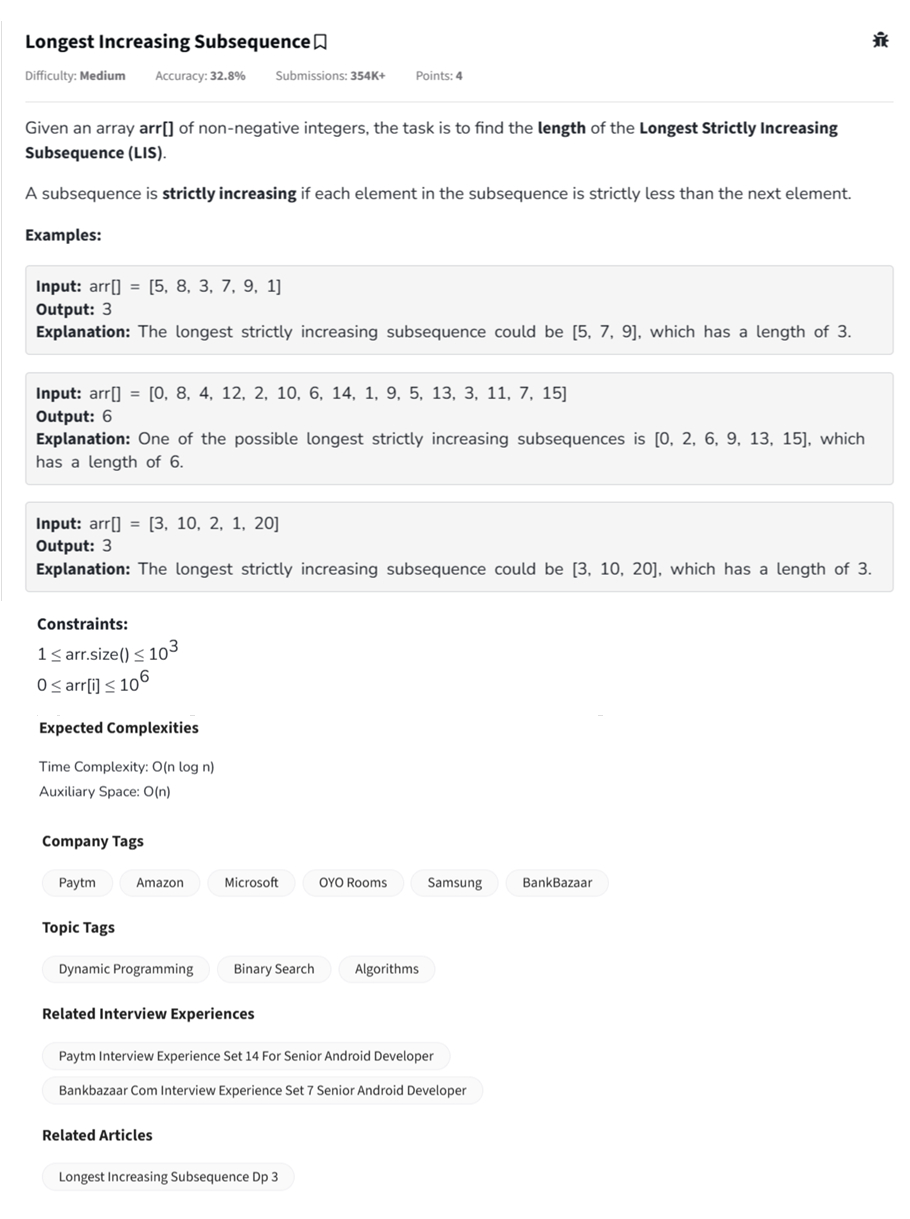 Longest Increasing Subsequence
Difficulty: Medium Accuracy: 32.8% Submissions: 354K+ Points: 4
Given an array arr[] of non-negative integers, the task is to find the length of the Longest Strictly Increasing
Subsequence (LIS).
A subsequence is strictly increasing if each element in the subsequence is strictly less than the next element.
Examples:
Input: arr[] = [5, 8, 3, 7, 9, 1]
Output: 3
Explanation: The longest strictly increasing subsequence could be [5, 7, 9], which has a length of 3.
Input: arr[] = [0, 8, 4, 12, 2, 10, 6, 14, 1, 9, 5, 13, 3, 11, 7, 15]
Output: 6
Explanation: One of the possible longest strictly increasing subsequences is [0, 2, 6, 9, 13, 15], which
has a length of 6.
Input: arr[] = [3, 10, 2, 1, 20]
Output: 3
Explanation: The longest strictly increasing subsequence could be [3, 10, 20], which has a length of 3.
Constraints:
1 ≤ arr.size() ≤ 10³
0 ≤ arr[i] ≤ 10⁶
Expected Complexities
Time Complexity: O(n log n)
Auxiliary Space: O(n)
Company Tags
Paytm Amazon Microsoft OYO Rooms Samsung BankBazaar
Topic Tags
Dynamic Programming Binary Search Algorithms
Related Interview Experiences
Paytm Interview Experience Set 14 For Senior Android Developer
Bankbazaar Com Interview Experience Set 7 Senior Android Developer
Related Articles
Longest Increasing Subsequence Dp 3